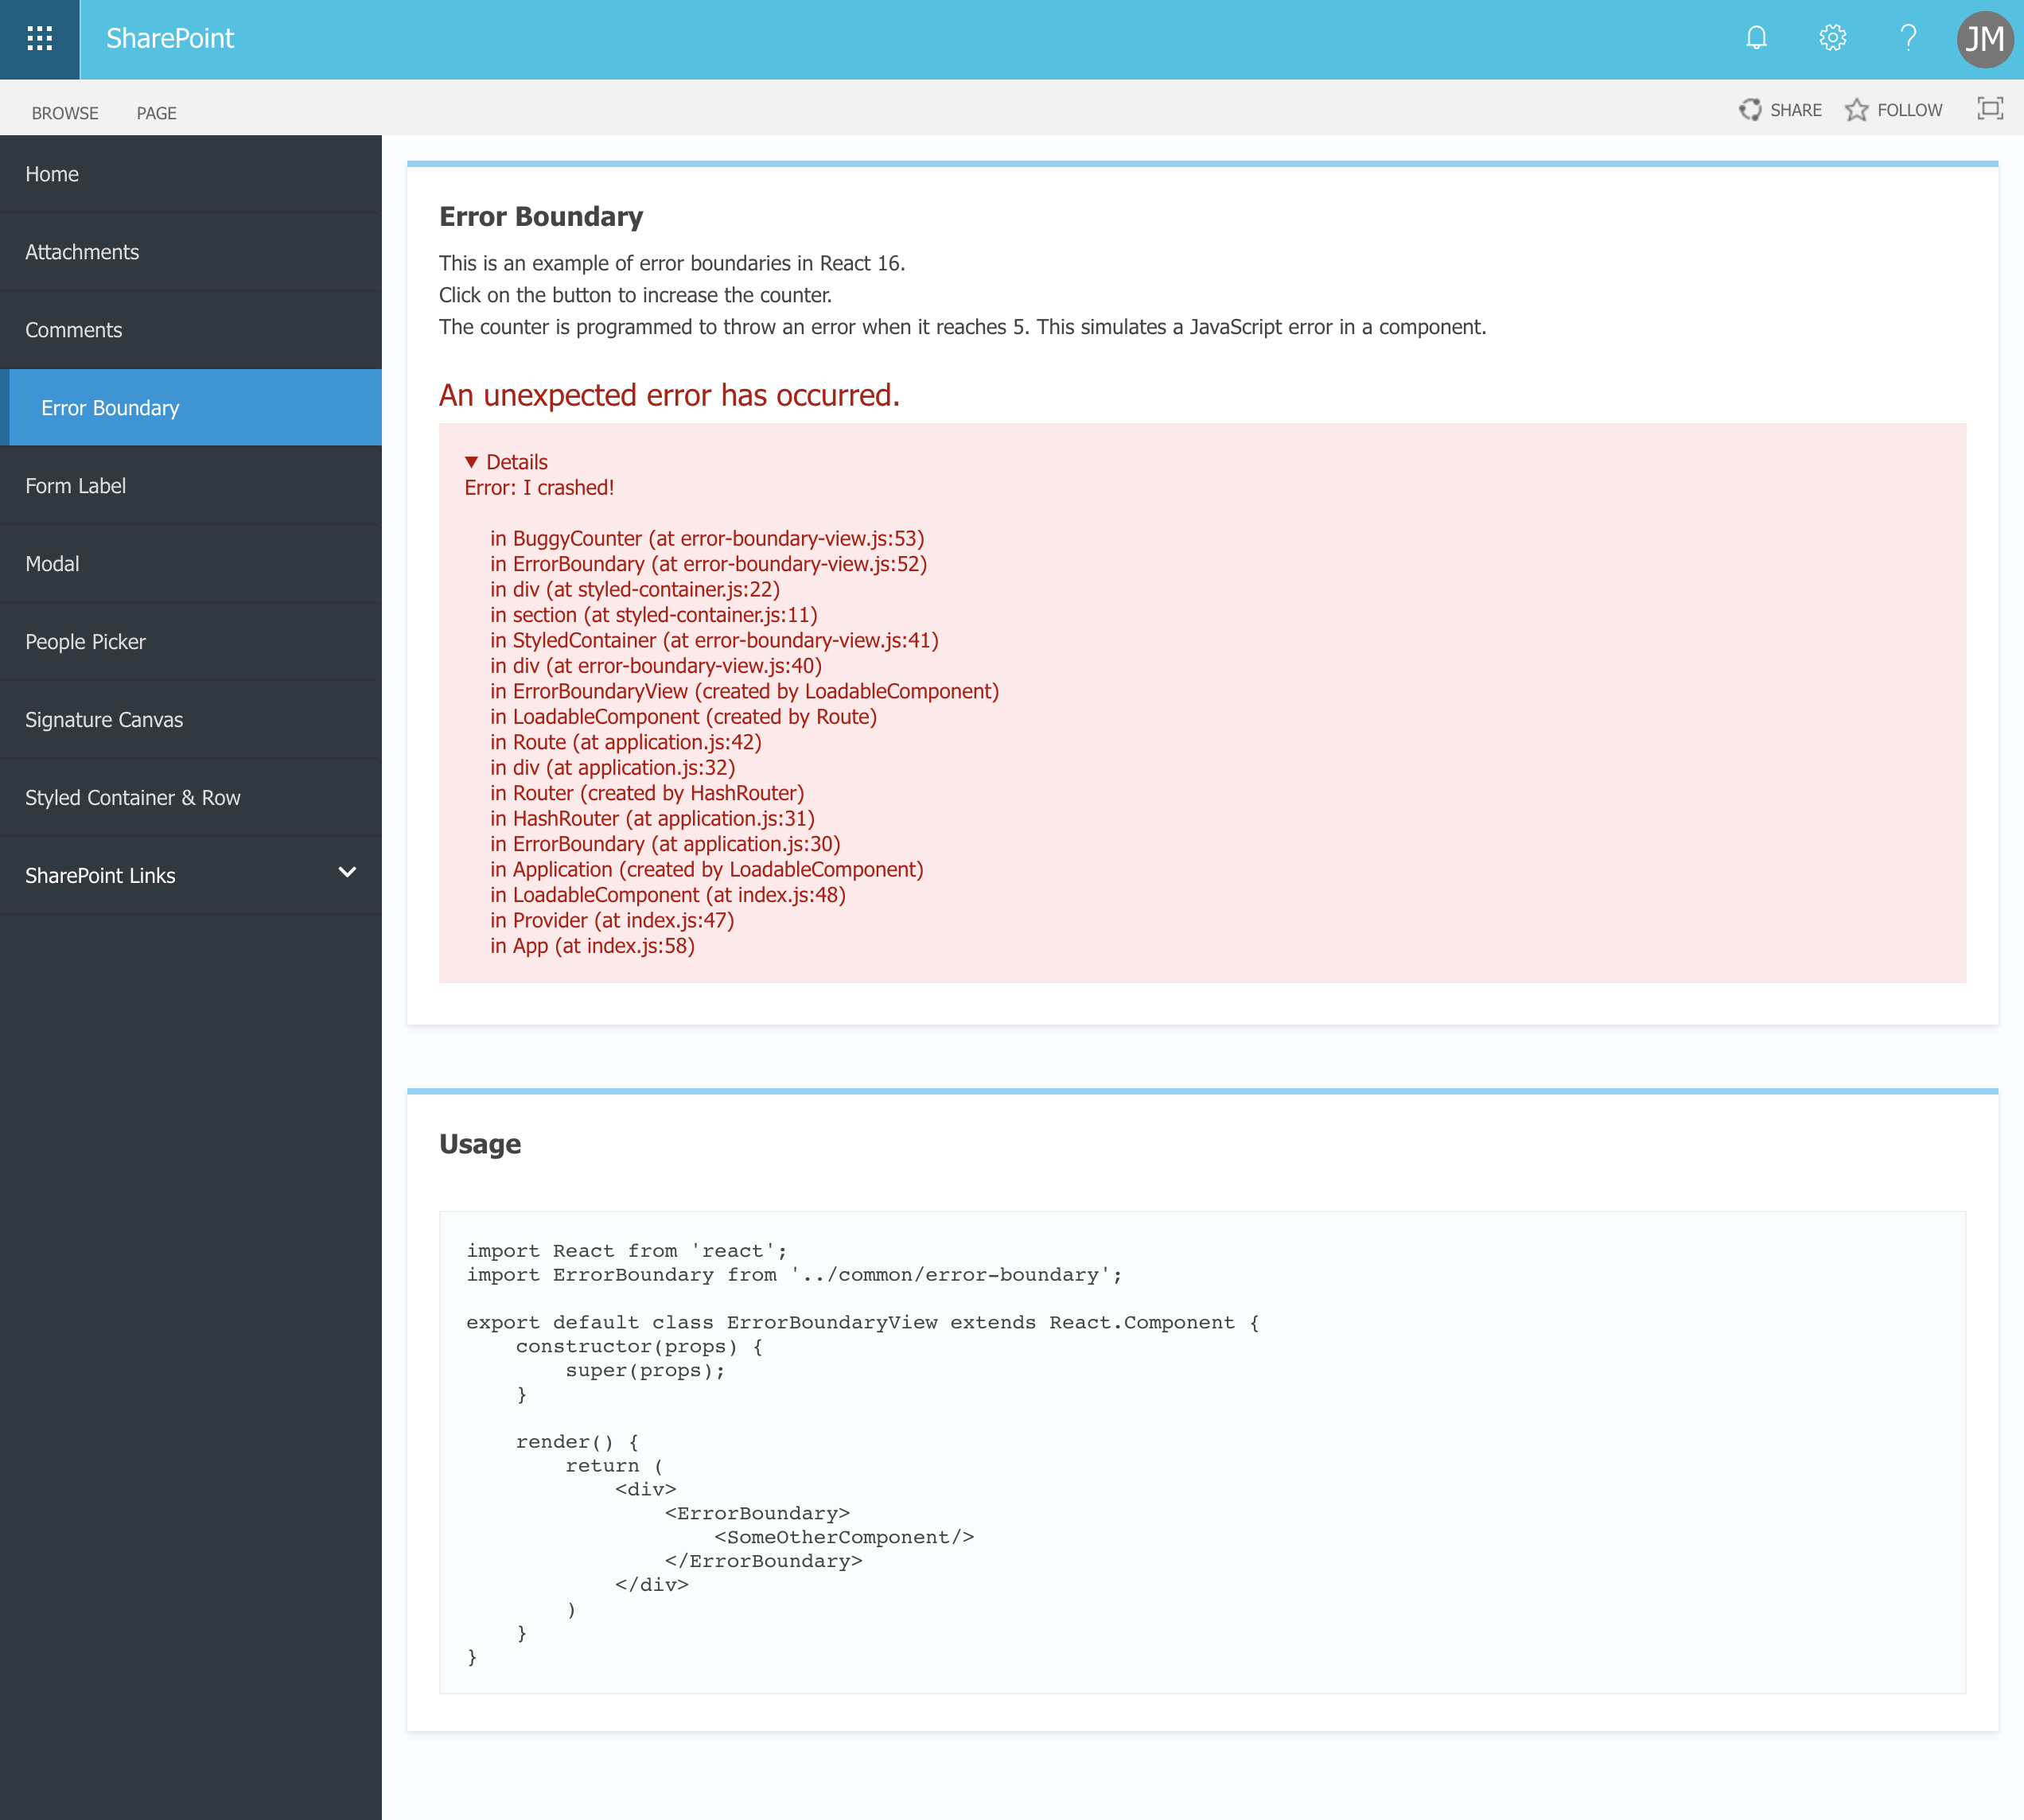 SharePoint
JM
BROWSE PAGE
SHARE FOLLOW
Home
Attachments
Comments
Error Boundary
Form Label
Modal
People Picker
Signature Canvas
Styled Container & Row
SharePoint Links
Error Boundary
This is an example of error boundaries in React 16.
Click on the button to increase the counter.
The counter is programmed to throw an error when it reaches 5. This simulates a JavaScript error in a component.
An unexpected error has occurred.
▼ Details
Error: I crashed!
in BuggyCounter (at error-boundary-view.js:53)
in ErrorBoundary (at error-boundary-view.js:52)
in div (at styled-container.js:22)
in section (at styled-container.js:11)
in StyledContainer (at error-boundary-view.js:41)
in div (at error-boundary-view.js:40)
in ErrorBoundaryView (created by LoadableComponent)
in LoadableComponent (created by Route)
in Route (at application.js:42)
in div (at application.js:32)
in Router (created by HashRouter)
in HashRouter (at application.js:31)
in ErrorBoundary (at application.js:30)
in Application (created by LoadableComponent)
in LoadableComponent (at index.js:48)
in Provider (at index.js:47)
in App (at index.js:58)
Usage
import React from 'react';
import ErrorBoundary from '../common/error-boundary';
export default class ErrorBoundaryView extends React.Component {
    constructor(props) {
        super(props);
    }
    render() {
        return (
            <div>
                <ErrorBoundary>
                    <SomeOtherComponent/>
                </ErrorBoundary>
            </div>
        )
    }
}